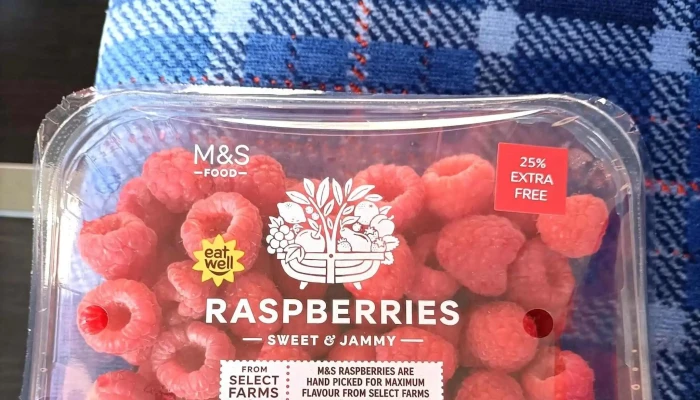 M&S
FOOD
25%
EXTRA
FREE
eat
well
RASPBERRIES
SWEET & JAMMY
FROM
SELECT
FARMS
M&S RASPBERRIES ARE
HAND PICKED FOR MAXIMUM
FLAVOUR FROM SELECT FARMS